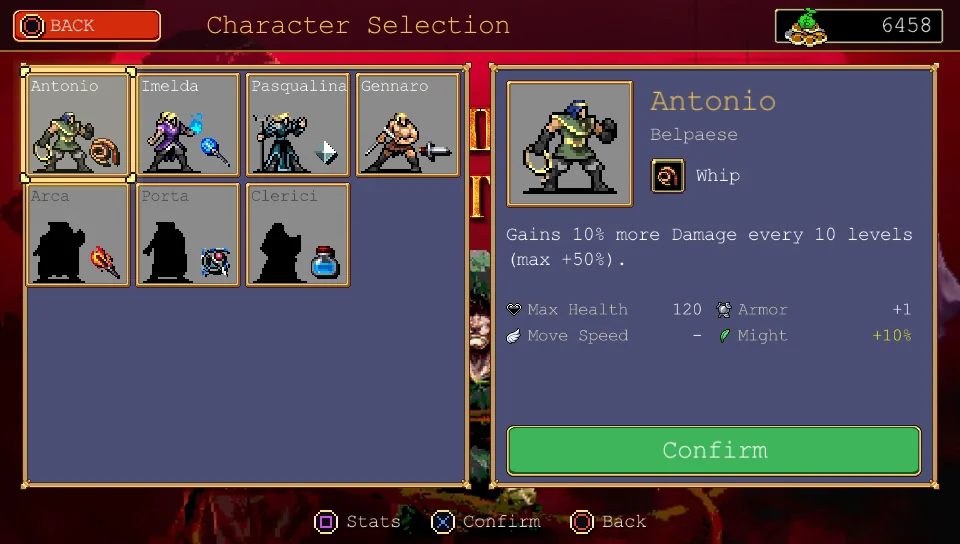 BACK
Character Selection
6458
Antonio
Imelda
Pasqualina
Gennaro
Arca
Porta
Clerici
Antonio
Belpaese
Whip
Gains 10% more Damage every 10 levels
(max +50%).
Max Health 120
Armor +1
Move Speed -
Might +10%
Confirm
Stats
Confirm
Back